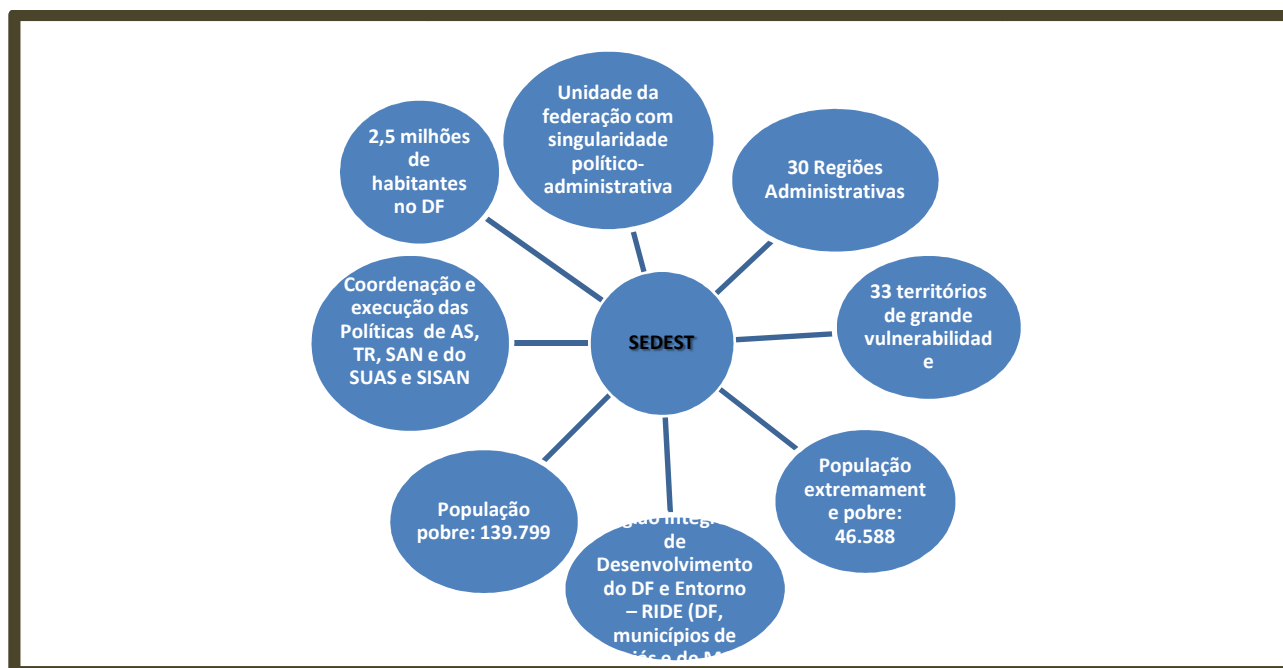 Unidade da
federação com
singularidade
político-
administrativa
30 Regiões
Administrativas
33 territórios
de grande
vulnerabilidad
e
População
extremament
e pobre:
46.588
de
Desenvolvimento
do DF e Entorno
– RIDE (DF,
municípios de
e de
População
pobre: 139.799
Coordenação e
execução das
Políticas de AS,
TR, SAN e do
SUAS e SISAN
2,5 milhões
de
habitantes
no DF
SEDEST